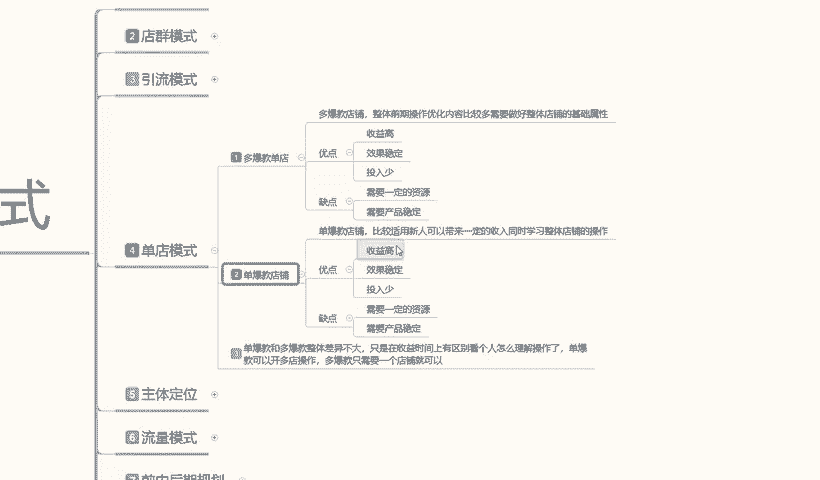 2 店群模式
3 引流模式
式
4 单店模式
1 多爆款单店
多爆款店铺，整体前期操作优化内容比较多需要做好整体店铺的基础属性
优点
收益高
效果稳定
投入少
缺点
需要一定的资源
需要产品稳定
2 单爆款店铺
单爆款店铺，比较适用新人可以带来一定的收入同时学习整体店铺的操作
优点
收益高
效果稳定
投入少
缺点
需要一定的资源
需要产品稳定
3 单爆款和多爆款整体差异不大，只是在收益时间上有区别看个人怎么理解操作了，单爆
款可以开多店操作，多爆款只需要一个店铺就可以
5 主体定位
6 流量模式
7 前中后期规划